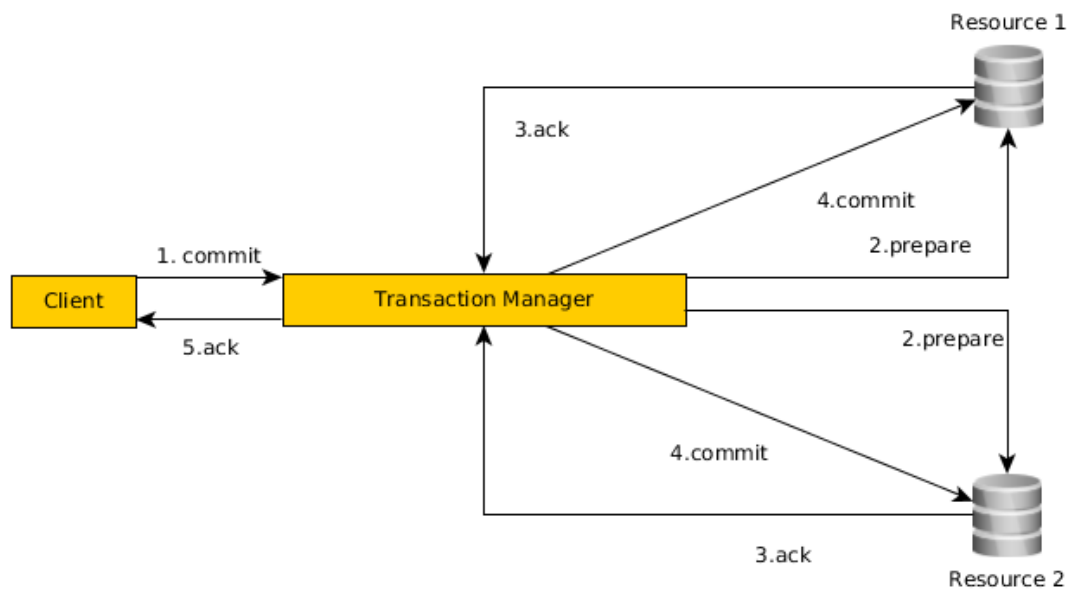 Resource 1
3.ack
4.commit
2.prepare
1. commit
Client
Transaction Manager
5.ack
2.prepare
4.commit
3.ack
Resource 2